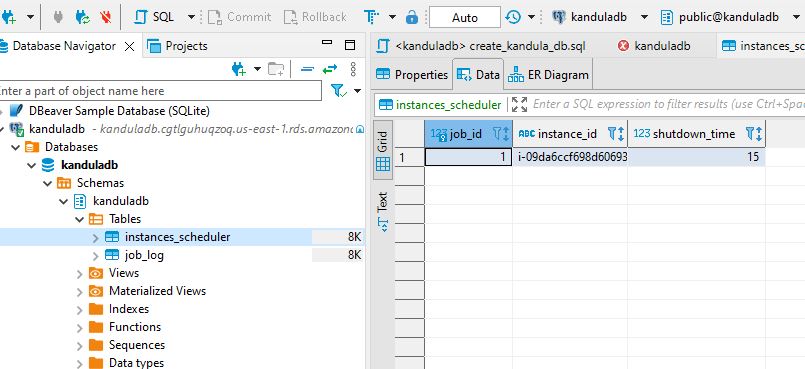 SQL Commit Rollback T Auto kanduladb public@kanduladb
Database Navigator Projects
Enter a part of object name here
DBeaver Sample Database (SQLite)
kanduladb - kanduladb.cgtlguhuqzoq.us-east-1.rds.amazon
Databases
kanduladb
Schemas
kanduladb
Tables
instances_scheduler 8K
job_log 8K
Views
Materialized Views
Indexes
Functions
Sequences
Data types
<kanduladb> create_kandula_db.sql kanduladb instances_sc
Properties Data ER Diagram
instances_scheduler Enter a SQL expression to filter results (use Ctrl+Spa
Grid
Text
123 job_id ABC instance_id 123 shutdown_time
1 1 i-09da6ccf698d60693 15